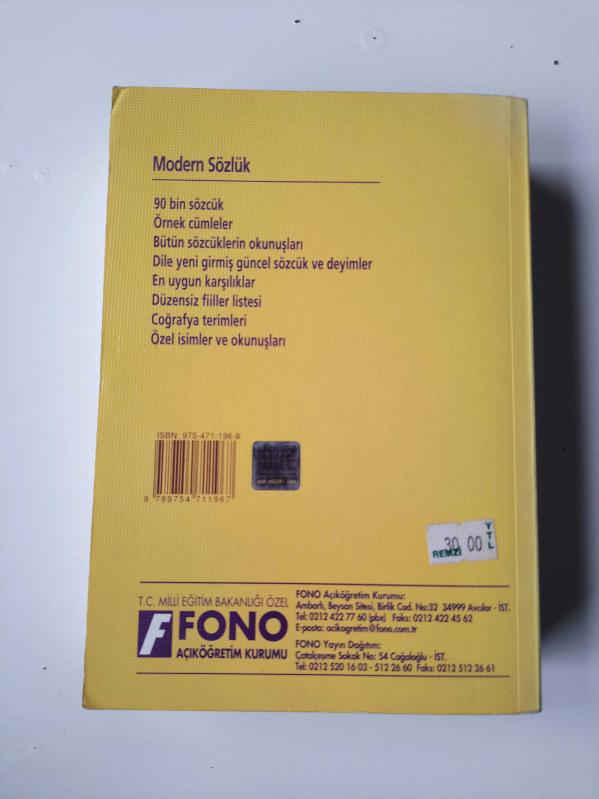 Modern Sözlük
90 bin sözcük
Örnek cümleler
Bütün sözcüklerin okunuşları
Dile yeni girmiş güncel sözcük ve deyimler
En uygun karşılıklar
Düzensiz fiiller listesi
Coğrafya terimleri
Özel isimler ve okunuşları
ISBN: 975-471-196-8
9 789754 711967
30 00 YTL
REMZİ
T.C. MİLLİ EĞİTİM BAKANLIĞI ÖZEL
F FONO
AÇIKÖĞRETİM KURUMU
FONO Açıköğretim Kurumu:
Ambarlı, Beysan Sitesi, Birlik Cad. No:32 34999 Avcılar - İST.
Tel: 0212 422 77 60 (pbx) Faks: 0212 422 45 62
E-posta: acikogretim@fono.com.tr
FONO Yayın Dağıtım:
Çatalçeşme Sokak No: 54 Cağaloğlu - İST.
Tel: 0212 520 16 03 - 512 26 60 Faks: 0212 512 26 61